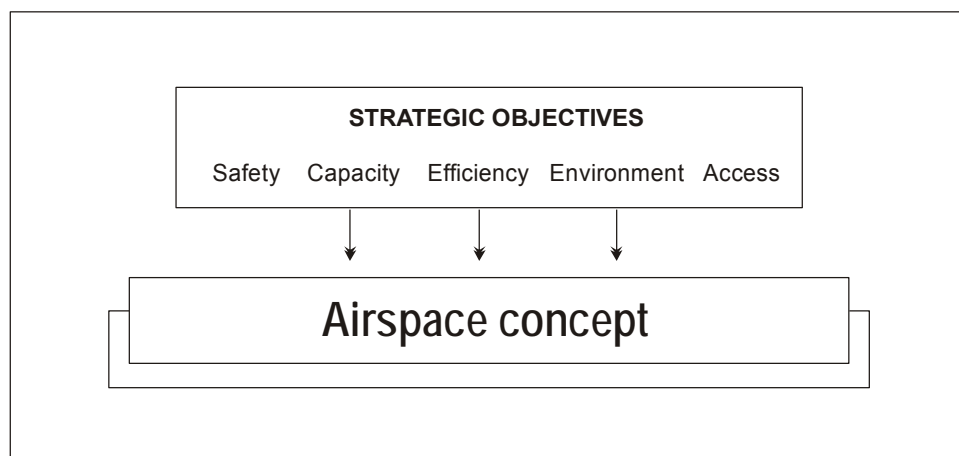 STRATEGIC OBJECTIVES
Safety Capacity Efficiency Environment Access
Airspace concept